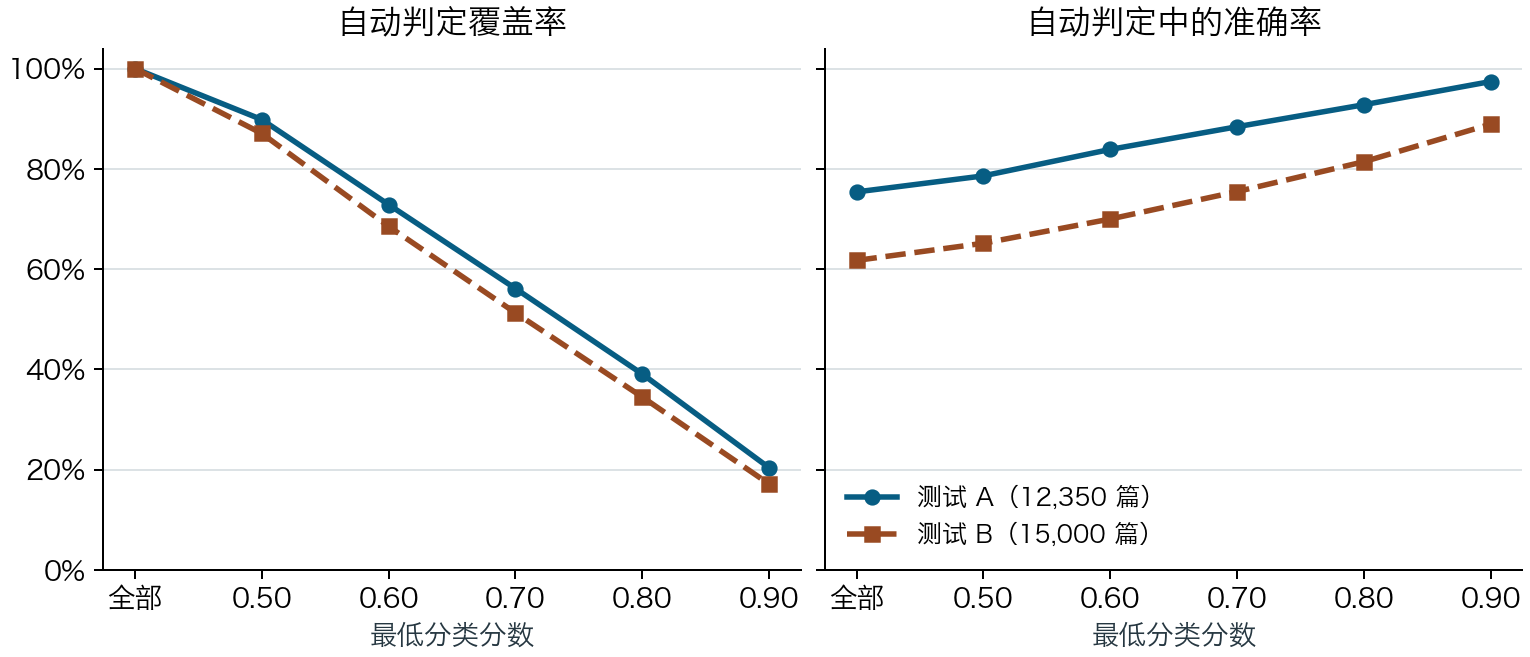 自动判定覆盖率
100%
80%
60%
40%
20%
0%
全部 0.50 0.60 0.70 0.80 0.90
最低分类分数
自动判定中的准确率
测试 A（12,350 篇）
测试 B（15,000 篇）
全部 0.50 0.60 0.70 0.80 0.90
最低分类分数